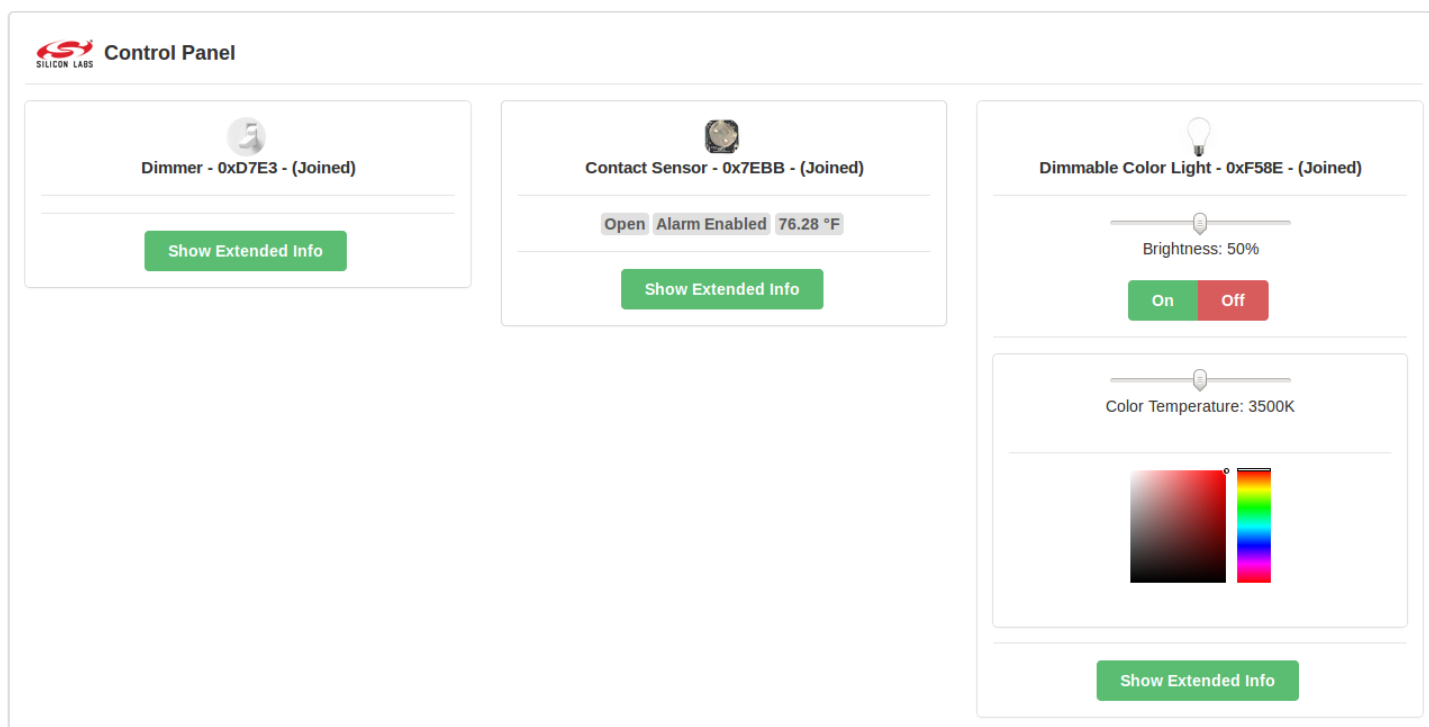 SILICON LABS
Control Panel
Dimmer - 0xD7E3 - (Joined)
Show Extended Info
Contact Sensor - 0x7EBB - (Joined)
Open Alarm Enabled 76.28 °F
Show Extended Info
Dimmable Color Light - 0xF58E - (Joined)
Brightness: 50%
On Off
Color Temperature: 3500K
Show Extended Info